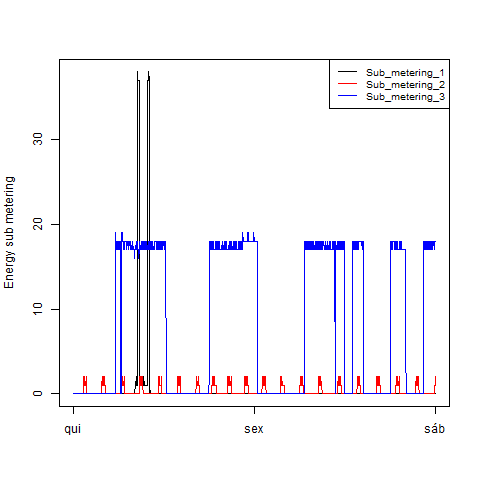 Sub_metering_1
Sub_metering_2
Sub_metering_3
Energy sub metering
30
20
10
0
qui sex sáb